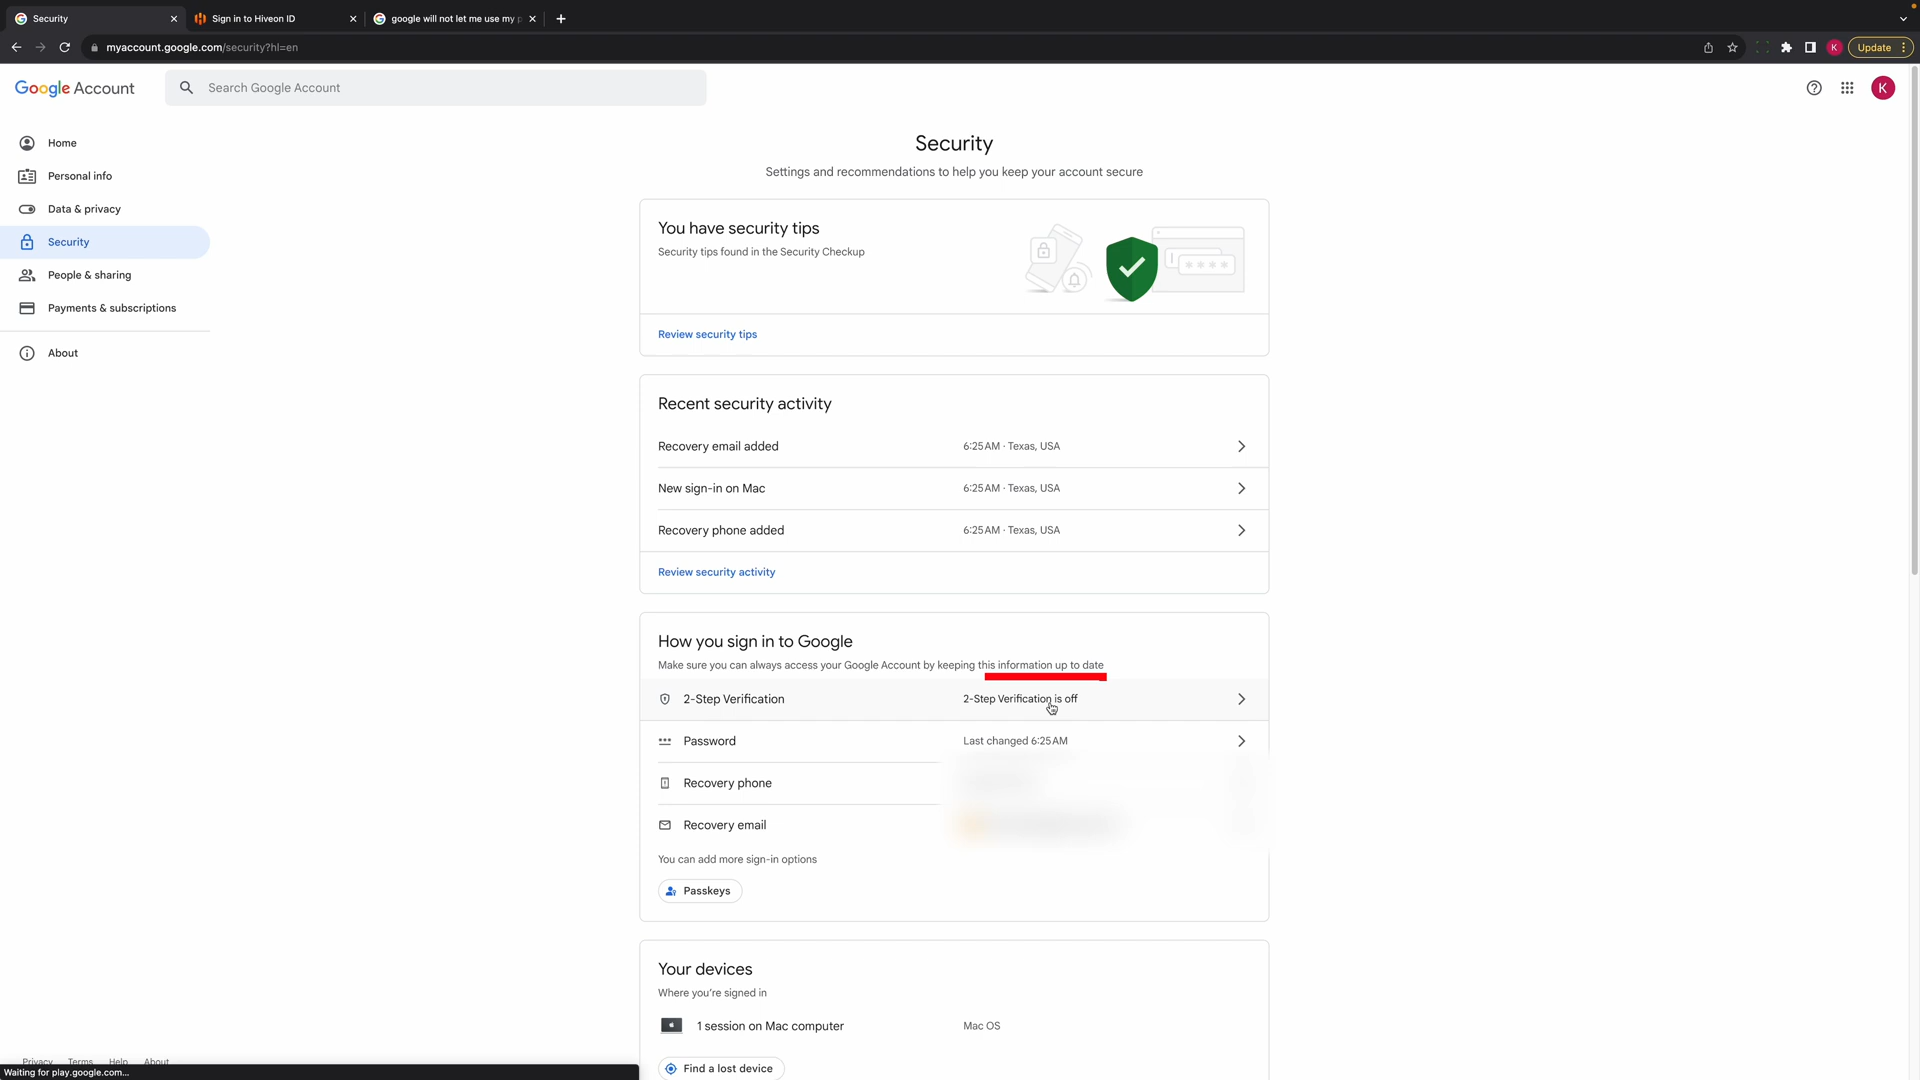 Security
Sign in to Hiveon ID
google will not let me use my p
myaccount.google.com/security?hl=en
K
Update
Google Account
Search Google Account
K
Home
Personal info
Data & privacy
Security
People & sharing
Payments & subscriptions
About
Security
Settings and recommendations to help you keep your account secure
You have security tips
Security tips found in the Security Checkup
****
Review security tips
Recent security activity
Recovery email added 6:25 AM · Texas, USA
New sign-in on Mac 6:25 AM · Texas, USA
Recovery phone added 6:25 AM · Texas, USA
Review security activity
How you sign in to Google
Make sure you can always access your Google Account by keeping this information up to date
2-Step Verification 2-Step Verification is off
Password Last changed 6:25 AM
Recovery phone
Recovery email
You can add more sign-in options
Passkeys
Your devices
Where you're signed in
1 session on Mac computer Mac OS
Find a lost device
Privacy Terms Help About
Waiting for play.google.com...